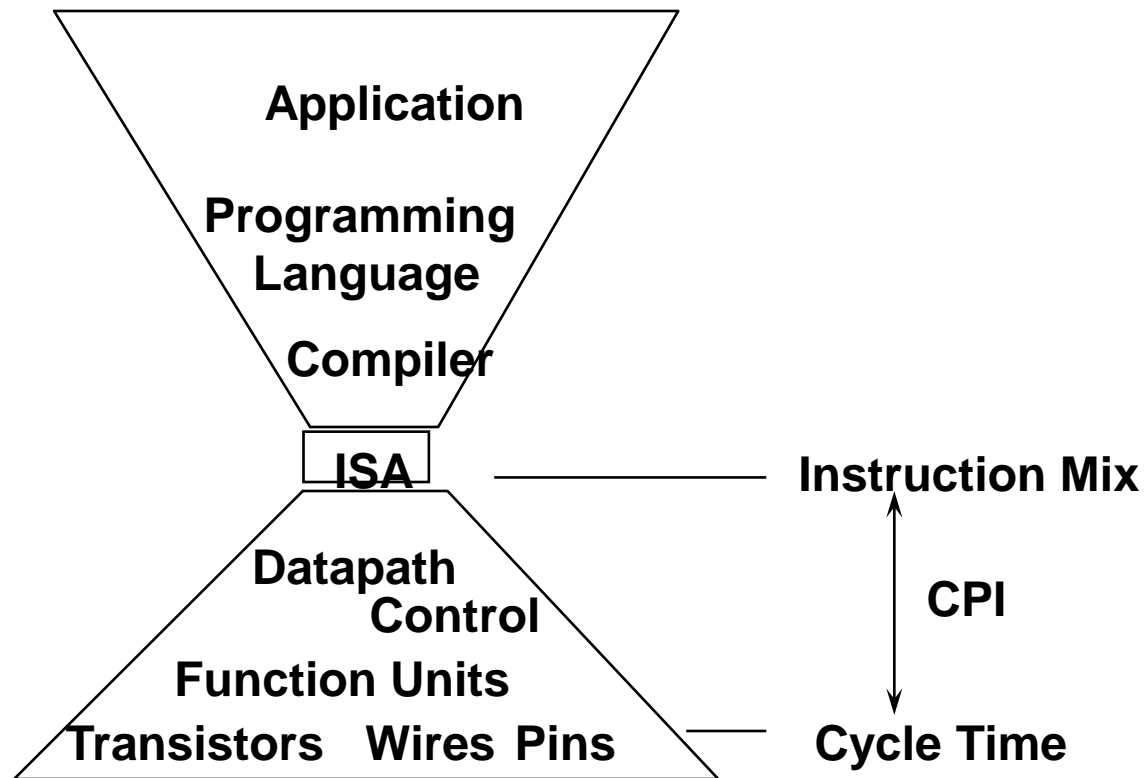 Application
Programming
Language
Compiler
ISA
Instruction Mix
Datapath
Control
CPI
Function Units
Transistors Wires Pins
Cycle Time